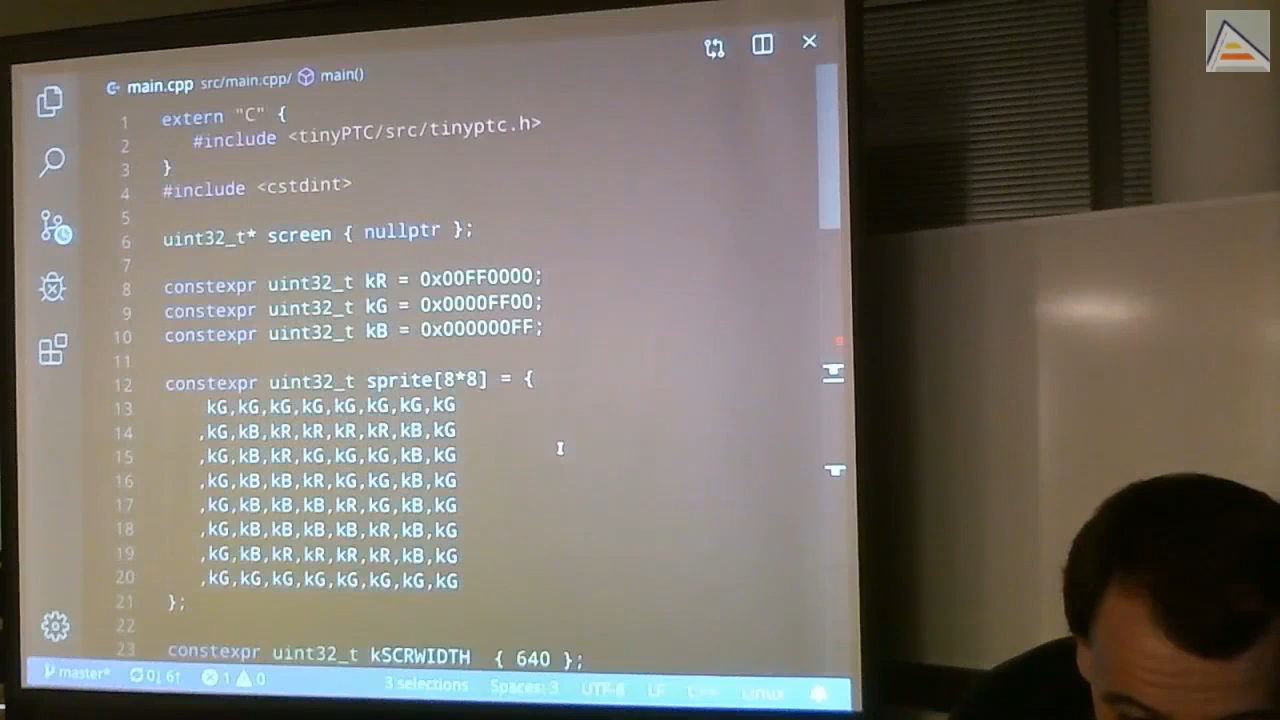 main.cpp src/main.cpp/ main()
1 extern "C" {
2 #include <tinyPTC/src/tinyptc.h>
3 }
4 #include <cstdint>
5
6 uint32_t* screen { nullptr };
7
8 constexpr uint32_t kR = 0x00FF0000;
9 constexpr uint32_t kG = 0x0000FF00;
10 constexpr uint32_t kB = 0x000000FF;
11
12 constexpr uint32_t sprite[8*8] = {
13 kG,kG,kG,kG,kG,kG,kG,kG
14 ,kG,kB,kR,kR,kR,kR,kB,kG
15 ,kG,kB,kR,kG,kG,kG,kB,kG
16 ,kG,kB,kB,kR,kG,kG,kB,kG
17 ,kG,kB,kB,kB,kR,kG,kB,kG
18 ,kG,kB,kB,kB,kB,kR,kB,kG
19 ,kG,kB,kR,kR,kR,kR,kB,kG
20 ,kG,kG,kG,kG,kG,kG,kG,kG
21 };
22
23 constexpr uint32_t kSCRWIDTH { 640 };
master* 0↓ 6↑ 1 0 3 selections Spaces: 3 UTF-8 LF C++ Linux